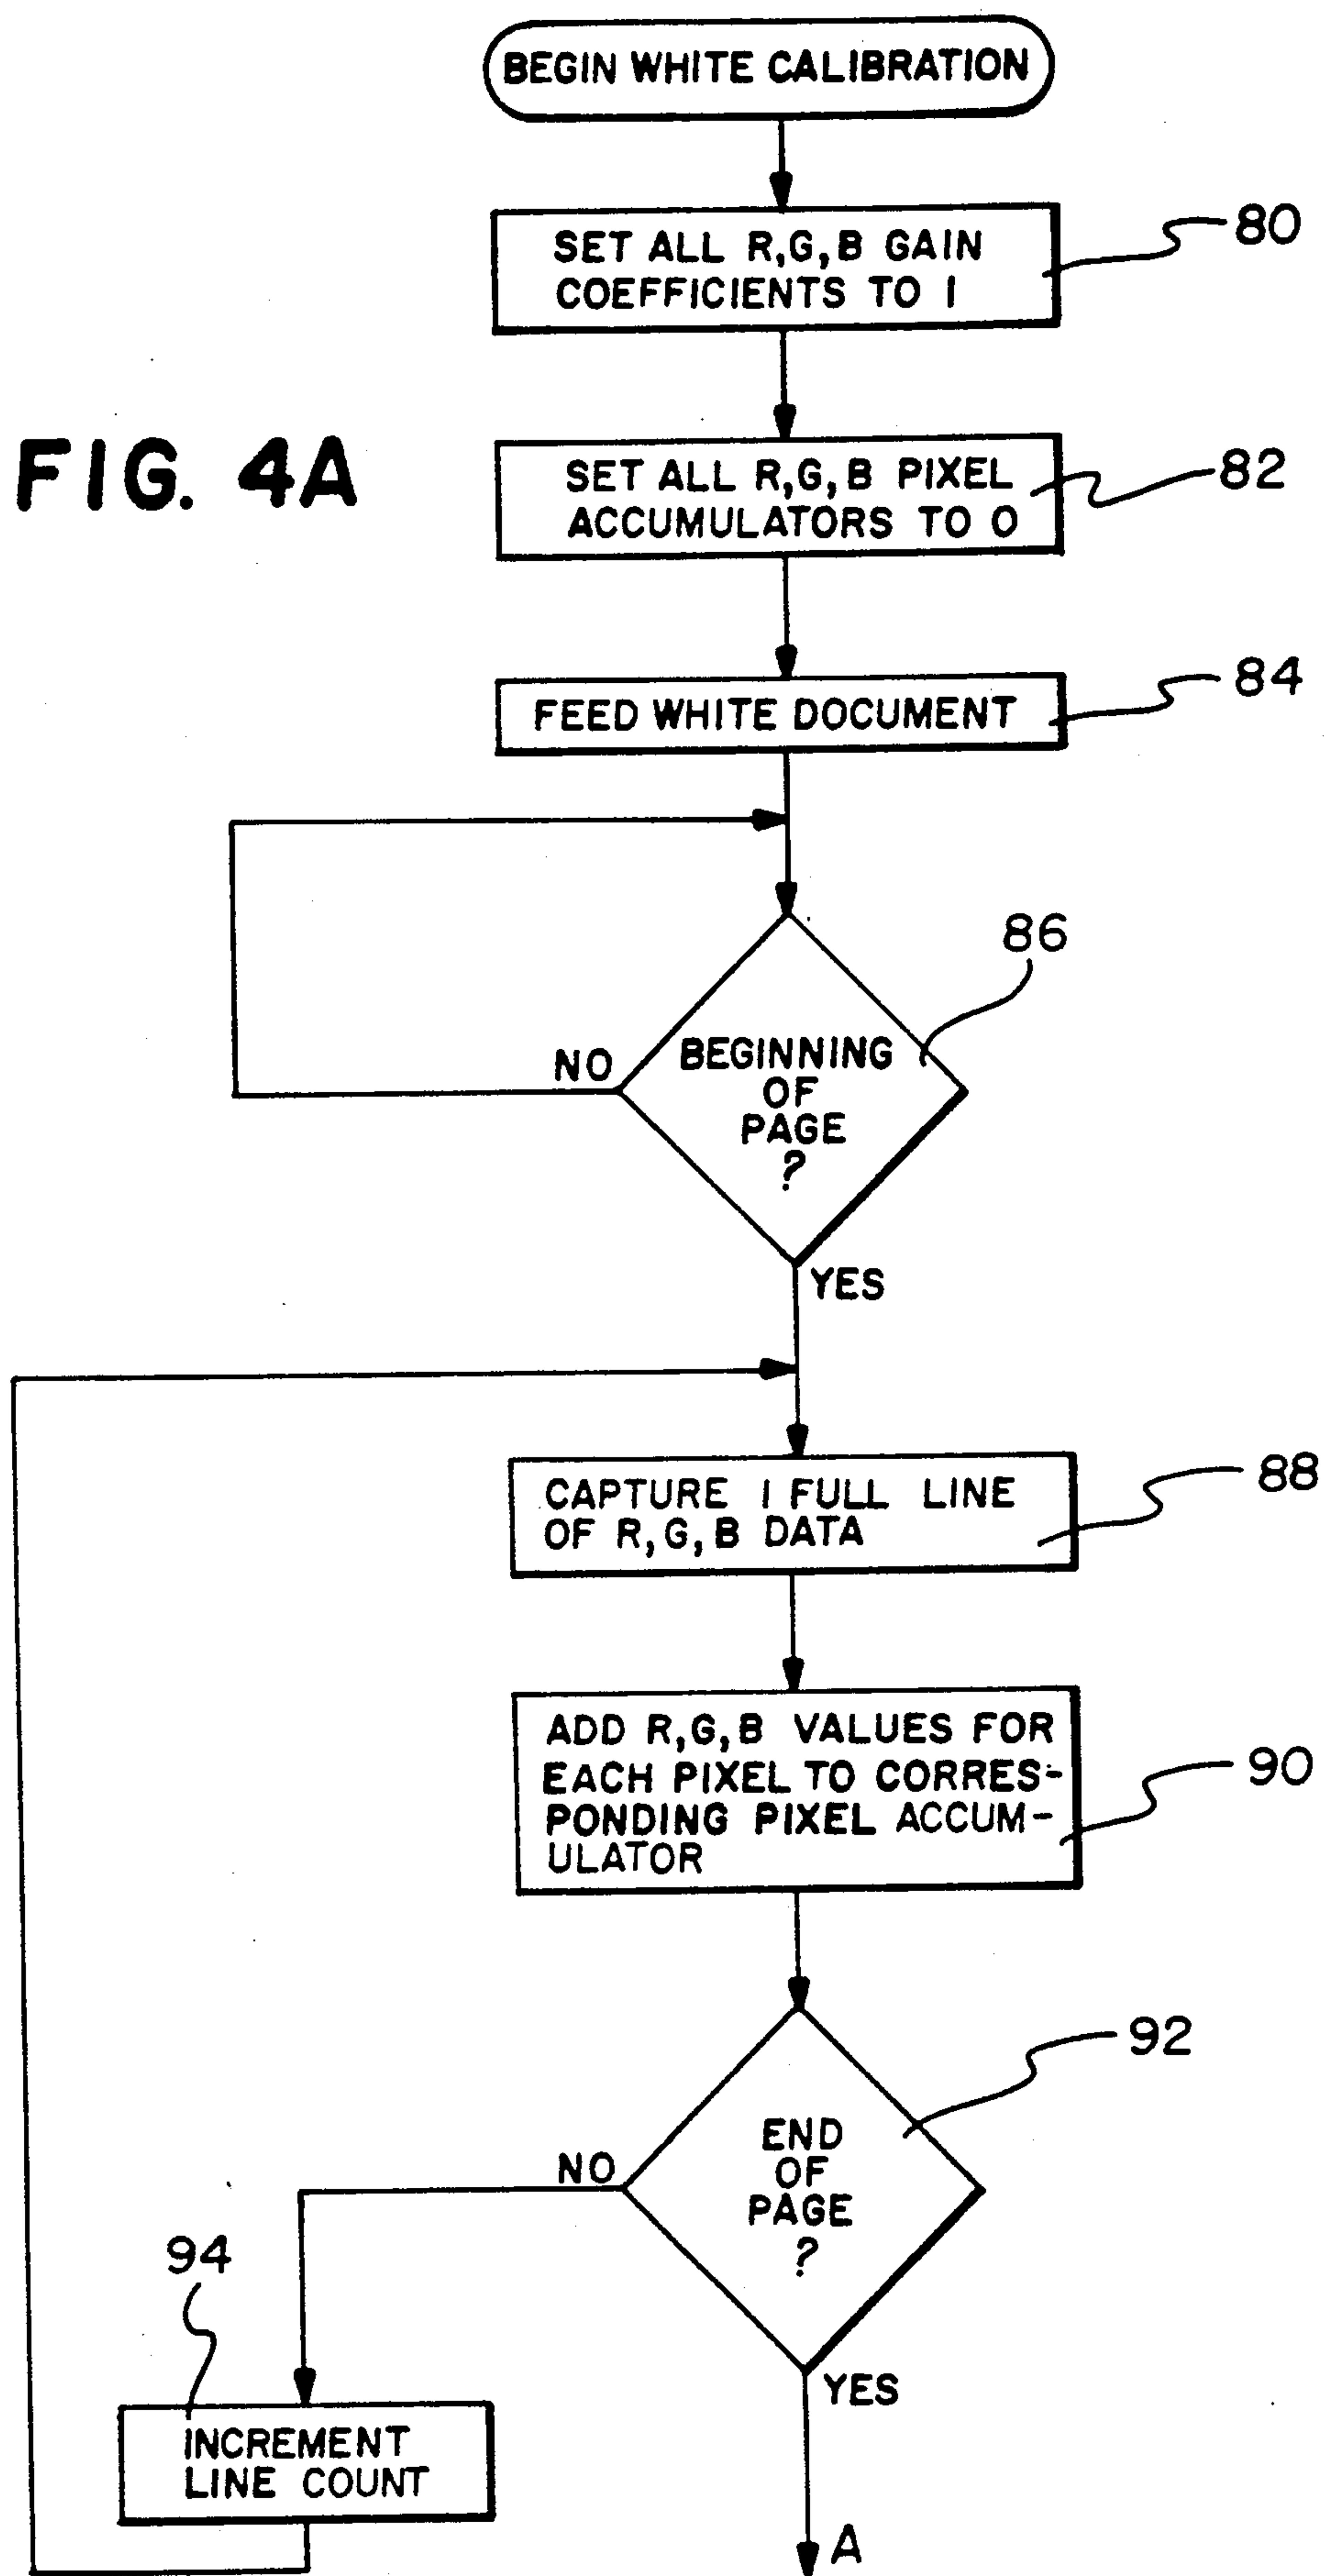 BEGIN WHITE CALIBRATION
SET ALL R,G,B GAIN
COEFFICIENTS TO 1
80
FIG. 4A
SET ALL R,G,B PIXEL
ACCUMULATORS TO 0
82
FEED WHITE DOCUMENT
84
86
NO
BEGINNING
OF
PAGE
?
YES
CAPTURE 1 FULL LINE
OF R,G,B DATA
88
ADD R,G,B VALUES FOR
EACH PIXEL TO CORRES-
PONDING PIXEL ACCUM-
ULATOR
90
92
NO
END
OF
PAGE
?
YES
94
INCREMENT
LINE COUNT
A